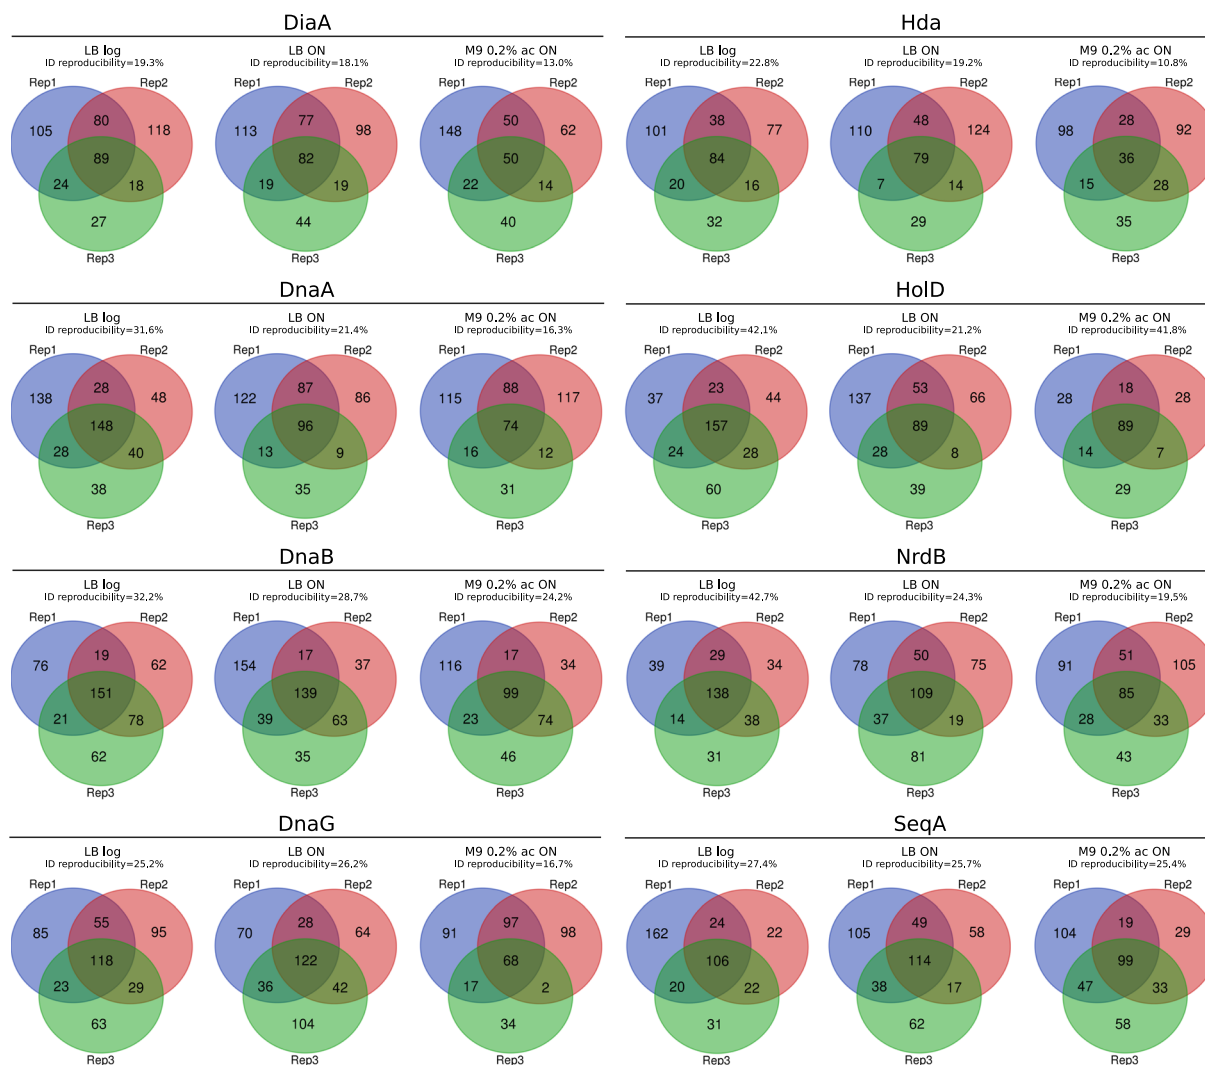 DiaA
LB log
ID reproducibility=19.3%
Rep1
Rep2
80
105
118
89
24
18
27
Rep3
LB ON
ID reproducibility=18.1%
Rep1
Rep2
77
113
98
82
19
19
44
Rep3
M9 0.2% ac ON
ID reproducibility=13.0%
Rep1
Rep2
50
148
62
50
22
14
40
Rep3
Hda
LB log
ID reproducibility=22.8%
Rep1
Rep2
38
101
77
84
20
16
32
Rep3
LB ON
ID reproducibility=19.2%
Rep1
Rep2
48
110
124
79
7
14
29
Rep3
M9 0.2% ac ON
ID reproducibility=10.8%
Rep1
Rep2
28
98
92
36
15
28
35
Rep3
DnaA
LB log
ID reproducibility=31,6%
Rep1
Rep2
28
138
48
148
28
40
38
Rep3
LB ON
ID reproducibility=21,4%
Rep1
Rep2
87
122
86
96
13
9
35
Rep3
M9 0.2% ac ON
ID reproducibility=16,3%
Rep1
Rep2
88
115
117
74
16
12
31
Rep3
HolD
LB log
ID reproducibility=42,1%
Rep1
Rep2
23
37
44
157
24
28
60
Rep3
LB ON
ID reproducibility=21,2%
Rep1
Rep2
53
137
66
89
28
8
39
Rep3
M9 0.2% ac ON
ID reproducibility=41,8%
Rep1
Rep2
18
28
28
89
14
7
29
Rep3
DnaB
LB log
ID reproducibility=32,2%
Rep1
Rep2
19
76
62
151
21
78
62
Rep3
LB ON
ID reproducibility=28,7%
Rep1
Rep2
17
154
37
139
39
63
35
Rep3
M9 0.2% ac ON
ID reproducibility=24,2%
Rep1
Rep2
17
116
34
99
23
74
46
Rep3
NrdB
LB log
ID reproducibility=42,7%
Rep1
Rep2
29
39
34
138
14
38
31
Rep3
LB ON
ID reproducibility=24,3%
Rep1
Rep2
50
78
75
109
37
19
81
Rep3
M9 0.2% ac ON
ID reproducibility=19,5%
Rep1
Rep2
51
91
105
85
28
33
43
Rep3
DnaG
LB log
ID reproducibility=25,2%
Rep1
Rep2
55
85
95
118
23
29
63
Rep3
LB ON
ID reproducibility=26,2%
Rep1
Rep2
28
70
64
122
36
42
104
Rep3
M9 0.2% ac ON
ID reproducibility=16,7%
Rep1
Rep2
97
91
98
68
17
2
34
Rep3
SeqA
LB log
ID reproducibility=27,4%
Rep1
Rep2
24
162
22
106
20
22
31
Rep3
LB ON
ID reproducibility=25,7%
Rep1
Rep2
49
105
58
114
38
17
62
Rep3
M9 0.2% ac ON
ID reproducibility=25,4%
Rep1
Rep2
19
104
29
99
47
33
58
Rep3